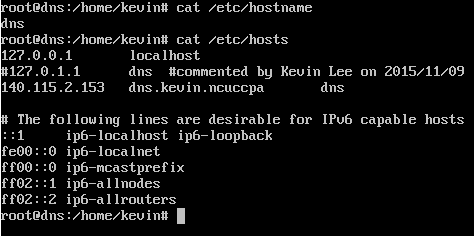 root@dns:/home/kevin# cat /etc/hostname
dns
root@dns:/home/kevin# cat /etc/hosts
127.0.0.1       localhost
#127.0.1.1      dns  #commented by Kevin Lee on 2015/11/09
140.115.2.153   dns.kevin.ncuccpa       dns

# The following lines are desirable for IPv6 capable hosts
::1     ip6-localhost ip6-loopback
fe00::0 ip6-localnet
ff00::0 ip6-mcastprefix
ff02::1 ip6-allnodes
ff02::2 ip6-allrouters
root@dns:/home/kevin#